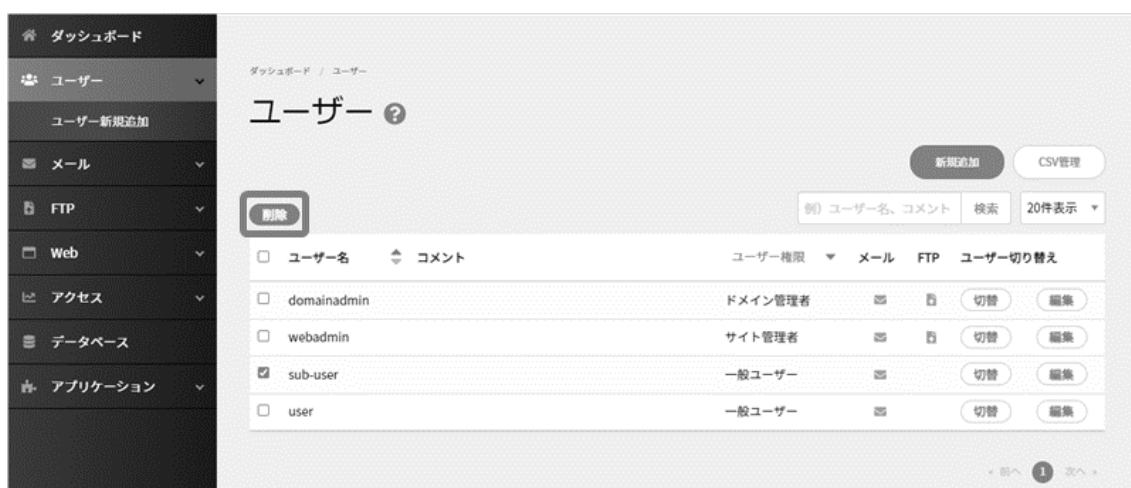 ダッシュボード
ユーザー
ユーザー新規追加
メール
FTP
Web
アクセス
データベース
アプリケーション
ダッシュボード / ユーザー
ユーザー ?
新規追加 CSV管理
削除 例）ユーザー名、コメント 検索 20件表示
ユーザー名 コメント ユーザー権限 メール FTP ユーザー切り替え
domainadmin ドメイン管理者 切替 編集
webadmin サイト管理者 切替 編集
sub-user 一般ユーザー 切替 編集
user 一般ユーザー 切替 編集
« 前へ 1 次へ »